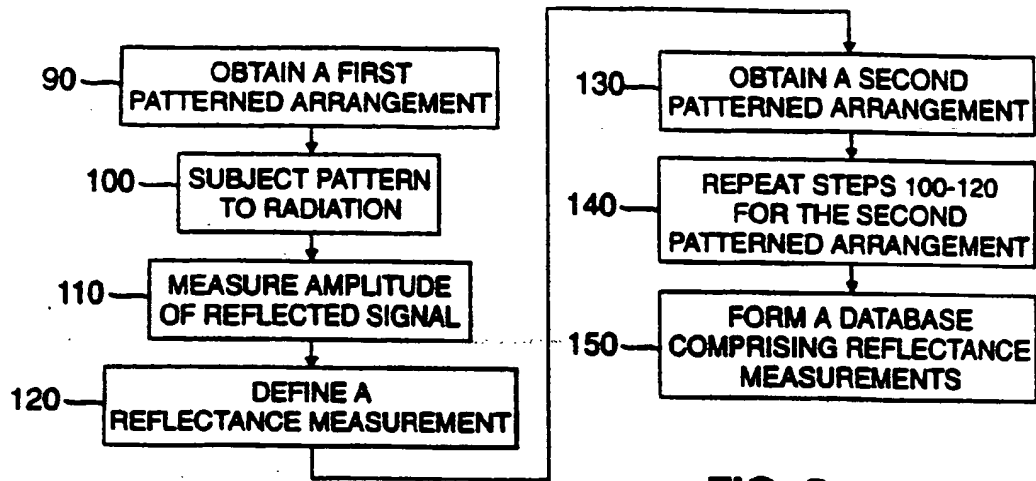 90
OBTAIN A FIRST
PATTERNED ARRANGEMENT
100
SUBJECT PATTERN
TO RADIATION
110
MEASURE AMPLITUDE
OF REFLECTED SIGNAL
120
DEFINE A
REFLECTANCE MEASUREMENT
130
OBTAIN A SECOND
PATTERNED ARRANGEMENT
140
REPEAT STEPS 100-120
FOR THE SECOND
PATTERNED ARRANGEMENT
150
FORM A DATABASE
COMPRISING REFLECTANCE
MEASUREMENTS